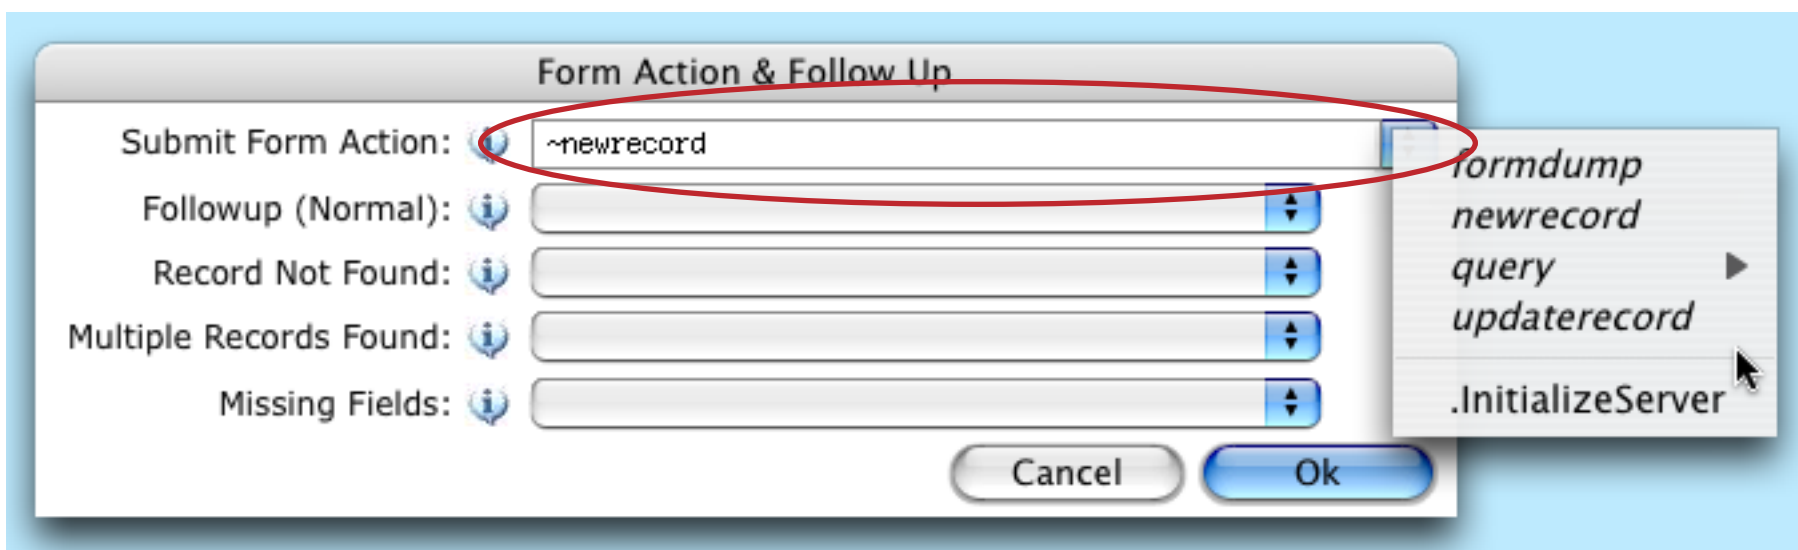 Form Action & Follow Up
Submit Form Action:
~newrecord
Followup (Normal):
Record Not Found:
Multiple Records Found:
Missing Fields:
Cancel
Ok
formdump
newrecord
query
updaterecord
.InitializeServer